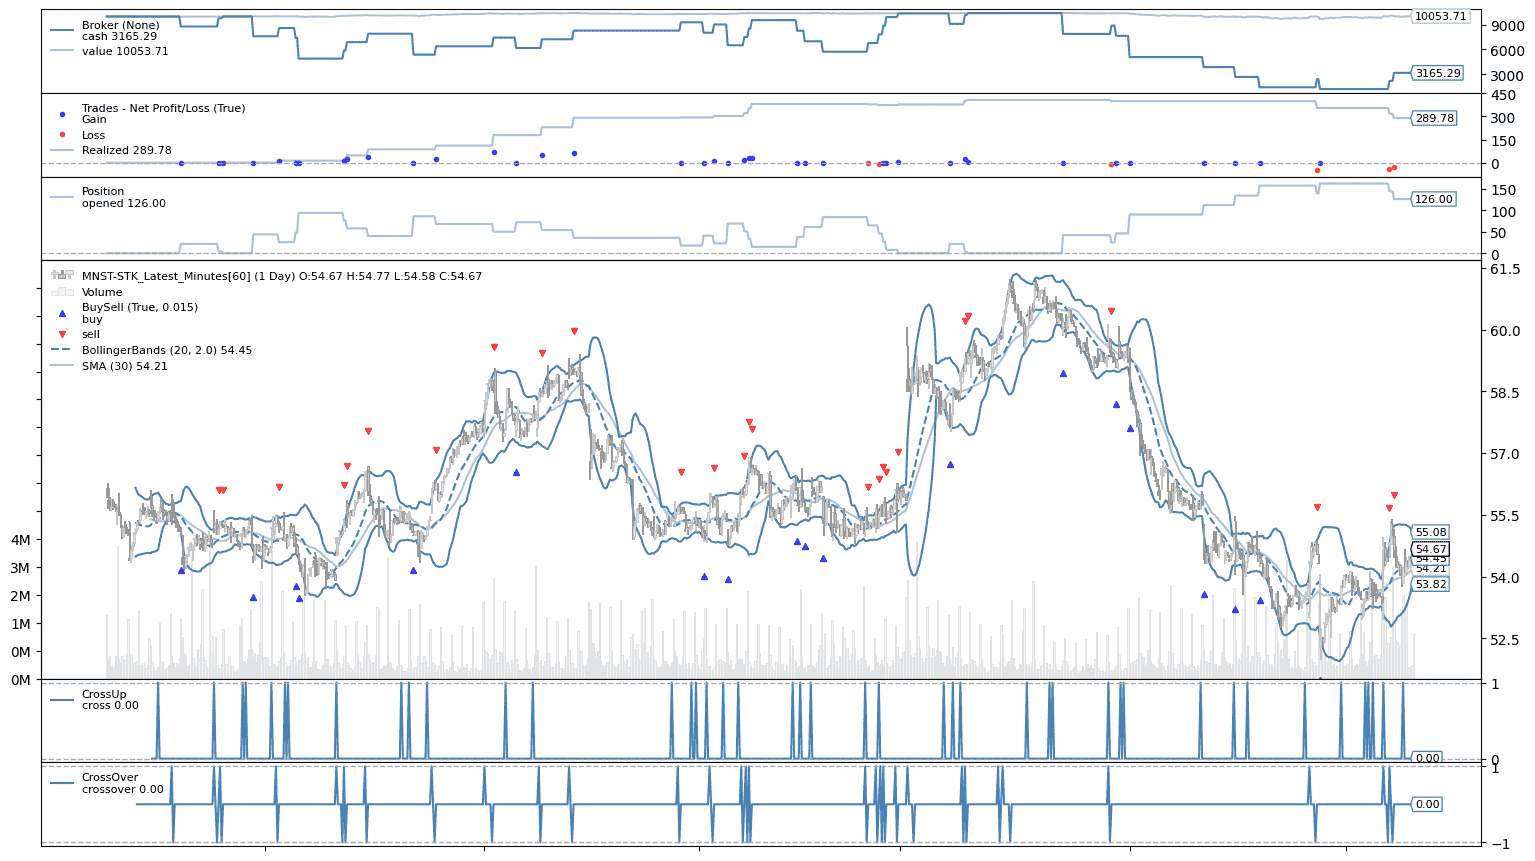 Broker (None)
cash 3165.29
value 10053.71
10053.71
9000
6000
3165.29
3000
Trades - Net Profit/Loss (True)
Gain
Loss
Realized 289.78
450
300
289.78
150
0
Position
opened 126.00
150
126.00
100
50
0
MNST-STK_Latest_Minutes[60] (1 Day) O:54.67 H:54.77 L:54.58 C:54.67
Volume
BuySell (True, 0.015)
buy
sell
BollingerBands (20, 2.0) 54.45
SMA (30) 54.21
61.5
60.0
58.5
57.0
55.5
55.08
54.67
54.45
54.21
54.0
53.82
52.5
4M
3M
2M
1M
0M
0M
CrossUp
cross 0.00
1
0.00
0
CrossOver
crossover 0.00
1
0.00
−1